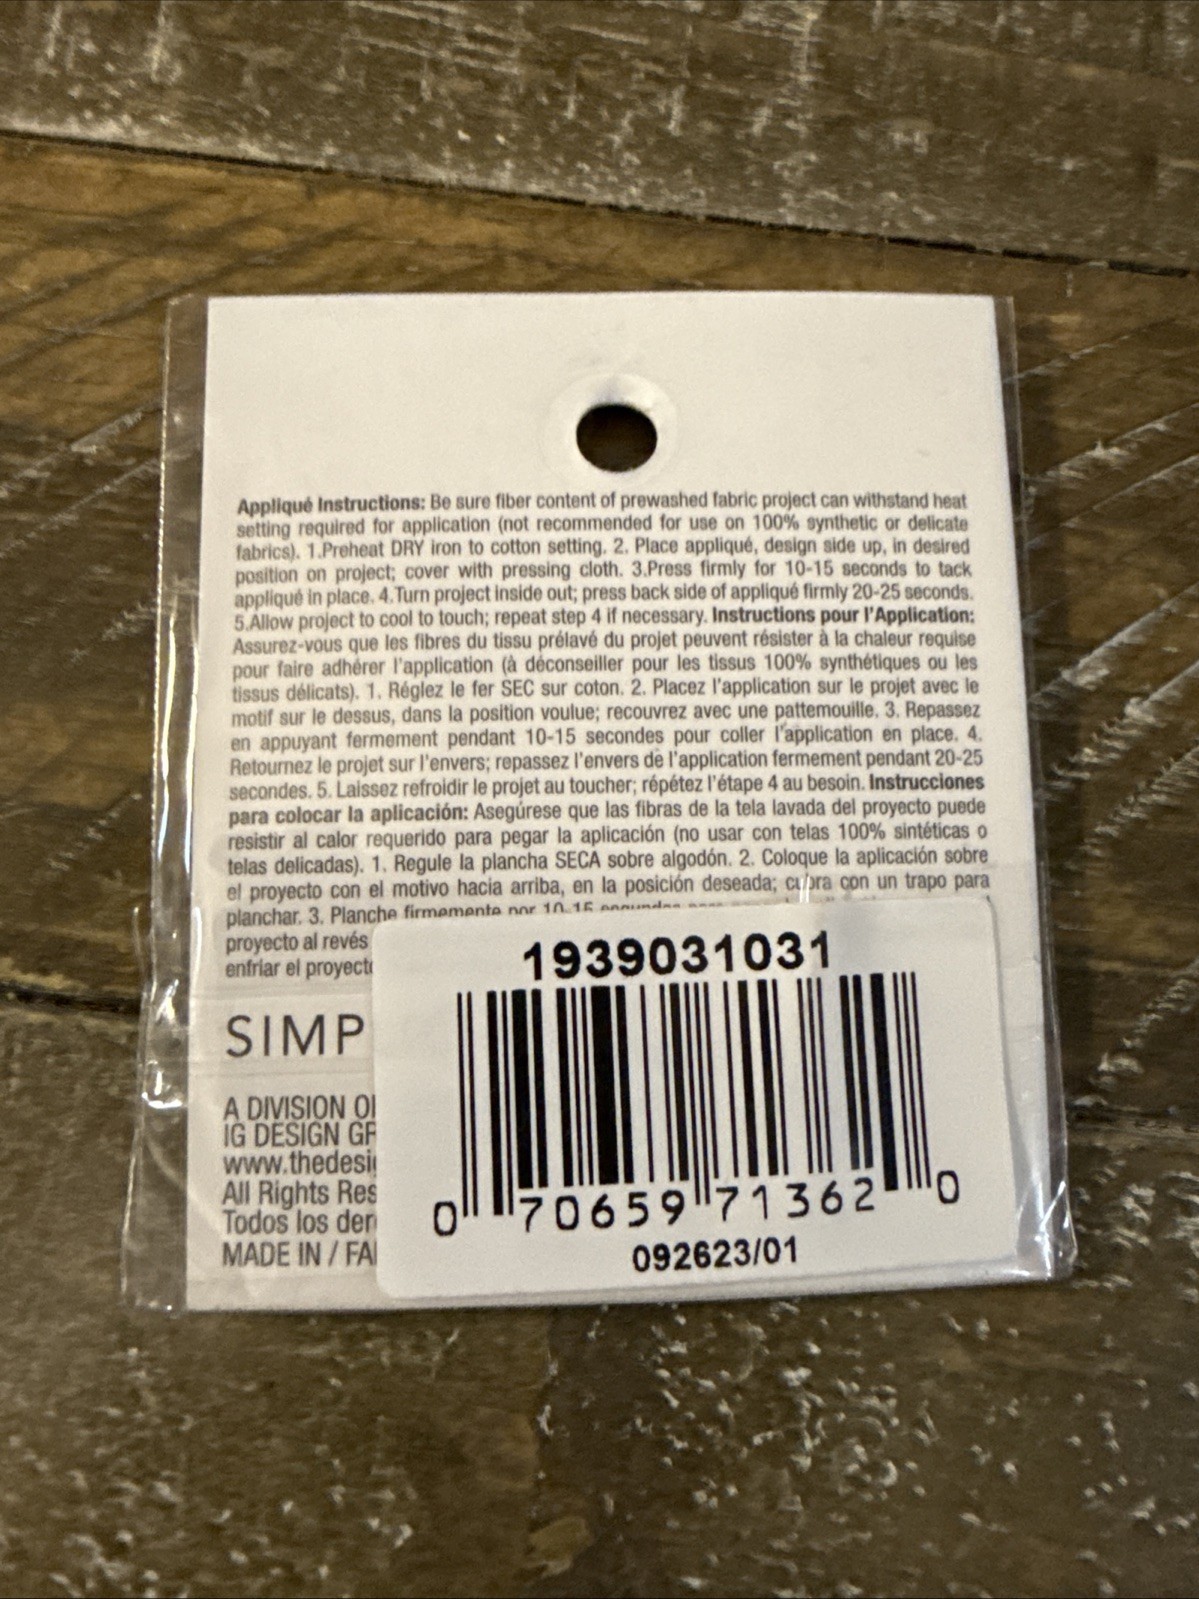 Appliqué Instructions: Be sure fiber content of prewashed fabric project can withstand heat
setting required for application (not recommended for use on 100% synthetic or delicate
fabrics). 1.Preheat DRY iron to cotton setting. 2. Place appliqué, design side up, in desired
position on project; cover with pressing cloth. 3.Press firmly for 10-15 seconds to tack
appliqué in place. 4.Turn project inside out; press back side of appliqué firmly 20-25 seconds.
5.Allow project to cool to touch; repeat step 4 if necessary. Instructions pour l'Application:
Assurez-vous que les fibres du tissu prélavé du projet peuvent résister à la chaleur requise
pour faire adhérer l'application (à déconseiller pour les tissus 100% synthétiques ou les
tissus délicats). 1. Réglez le fer SEC sur coton. 2. Placez l'application sur le projet avec le
motif sur le dessus, dans la position voulue; recouvrez avec une pattemouille. 3. Repassez
en appuyant fermement pendant 10-15 secondes pour coller l'application en place. 4.
Retournez le projet sur l'envers; repassez l'envers de l'application fermement pendant 20-25
secondes. 5. Laissez refroidir le projet au toucher; répétez l'étape 4 au besoin. Instrucciones
para colocar la aplicación: Asegúrese que las fibras de la tela lavada del proyecto puede
resistir al calor requerido para pegar la aplicación (no usar con telas 100% sintéticas o
telas delicadas). 1. Regule la plancha SECA sobre algodón. 2. Coloque la aplicación sobre
el proyecto con el motivo hacia arriba, en la posición deseada; cubra con un trapo para
planchar. 3. Planche firmemente por 10-15 segundos
proyecto al revés
enfriar el proyecto
SIMP
A DIVISION OF
IG DESIGN GR
www.thedesi
All Rights Res
Todos los der
MADE IN / FA
1939031031
0 70659 71362 0
092623/01